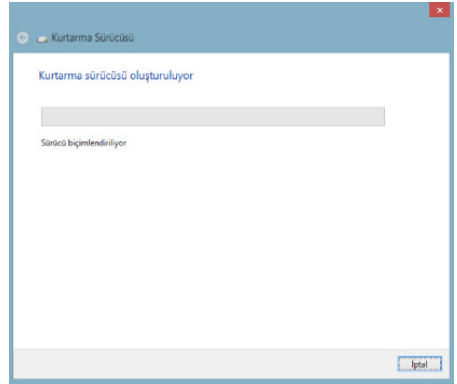 Kurtarma Sürücüsü
Kurtarma sürücüsü oluşturuluyor
Sürücü biçimlendiriliyor
İptal